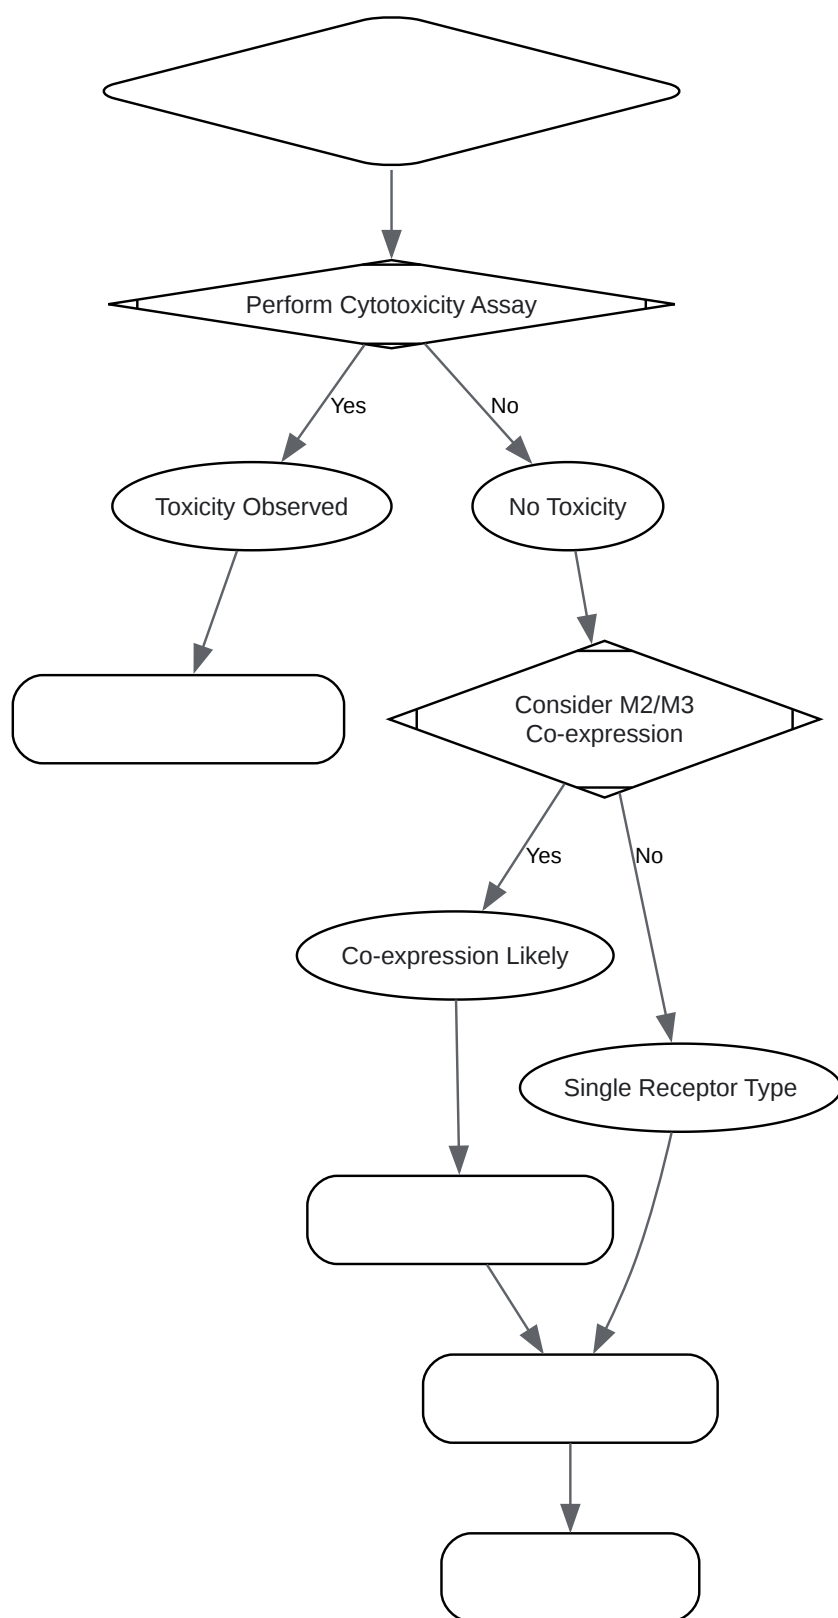 Perform Cytotoxicity Assay
Yes
No
Toxicity Observed
No Toxicity
Consider M2/M3
Co-expression
Yes
No
Co-expression Likely
Single Receptor Type